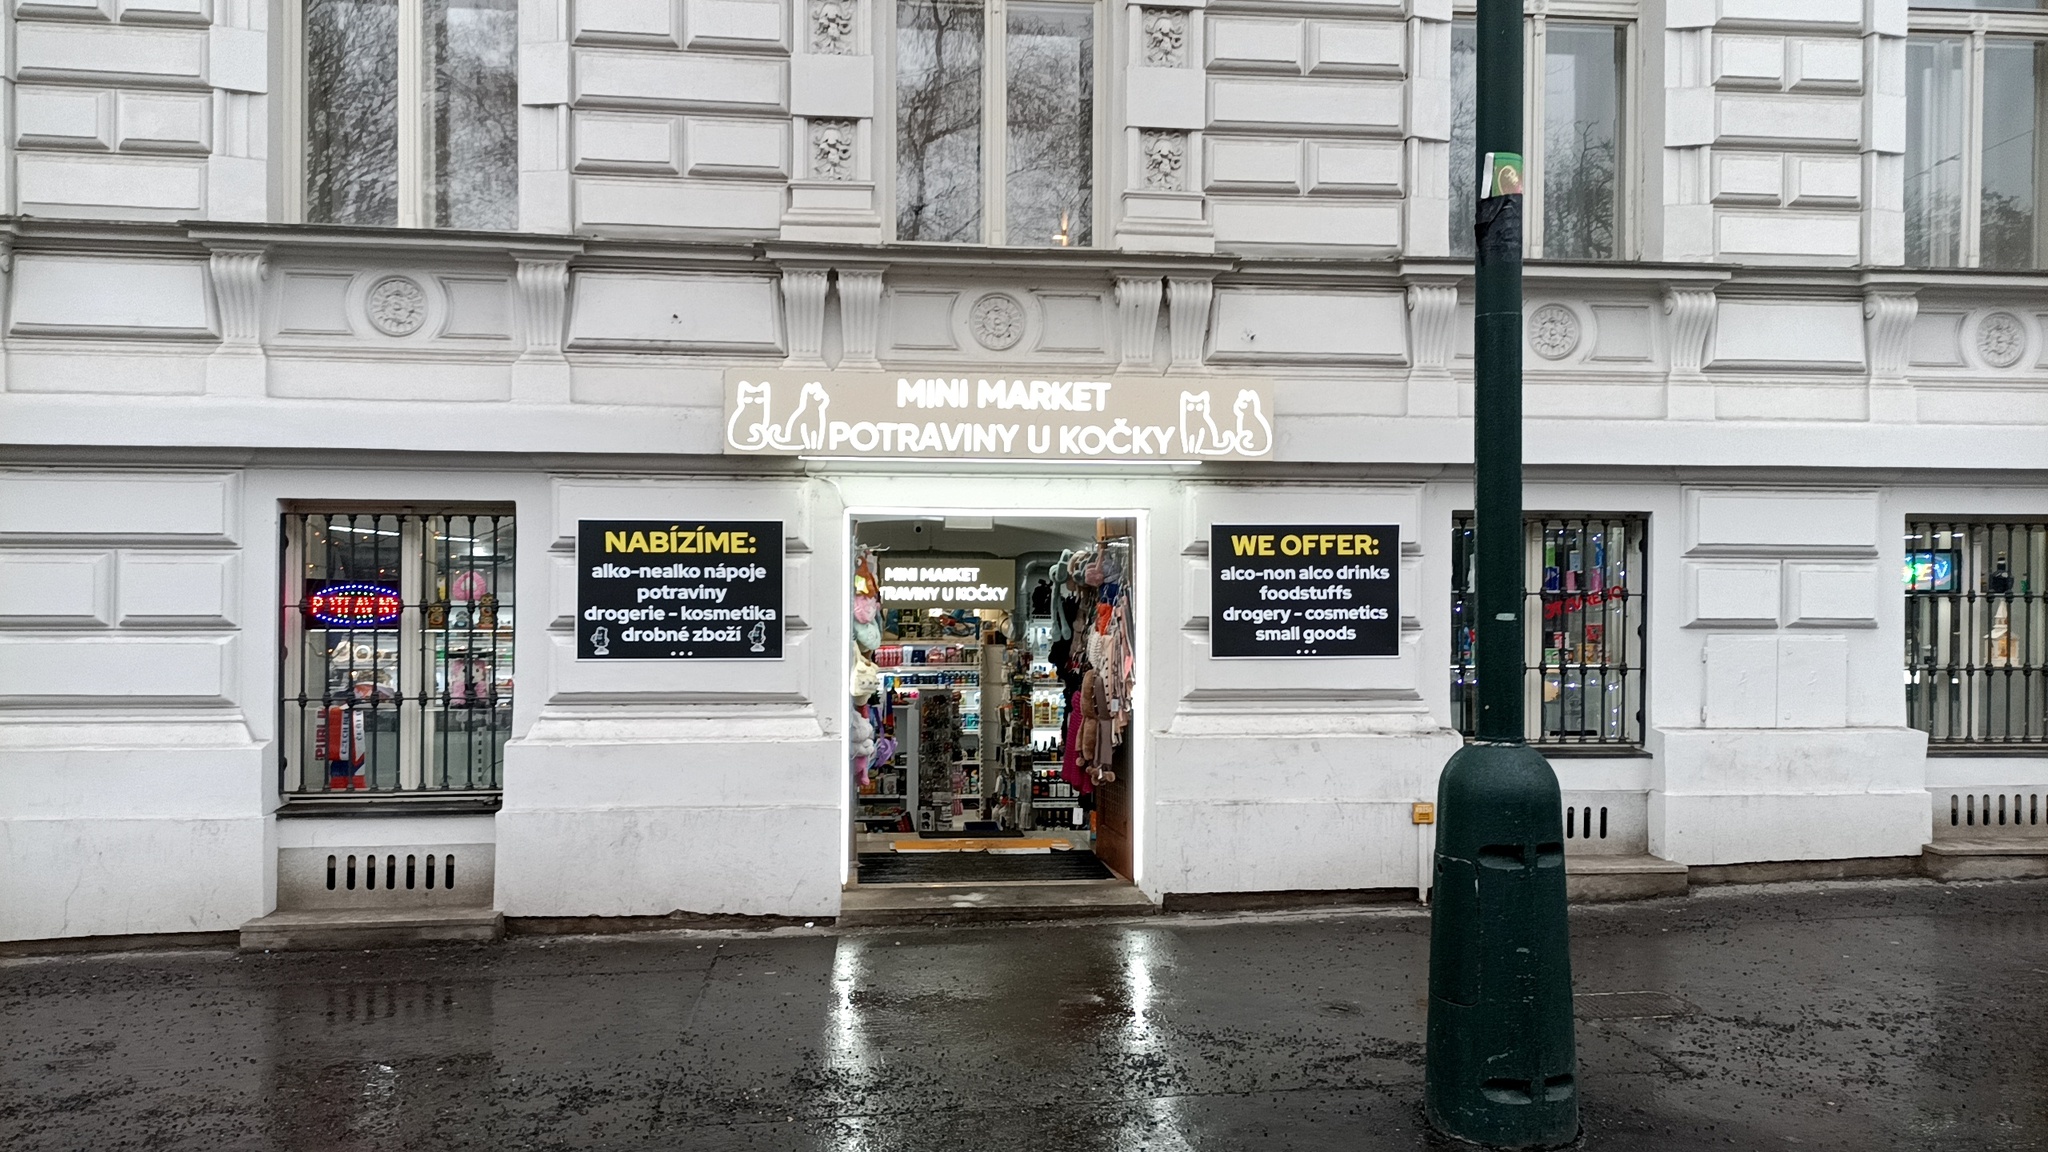 MINI MARKET
POTRAVINY U KOČKY
NABÍZÍME:
alko-nealko nápoje
potraviny
drogerie - kosmetika
drobné zboží
...
MINI MARKET
TRAVINY U KOČKY
WE OFFER:
alco-non alco drinks
foodstuffs
drogery - cosmetics
small goods
...
POTRAVINY